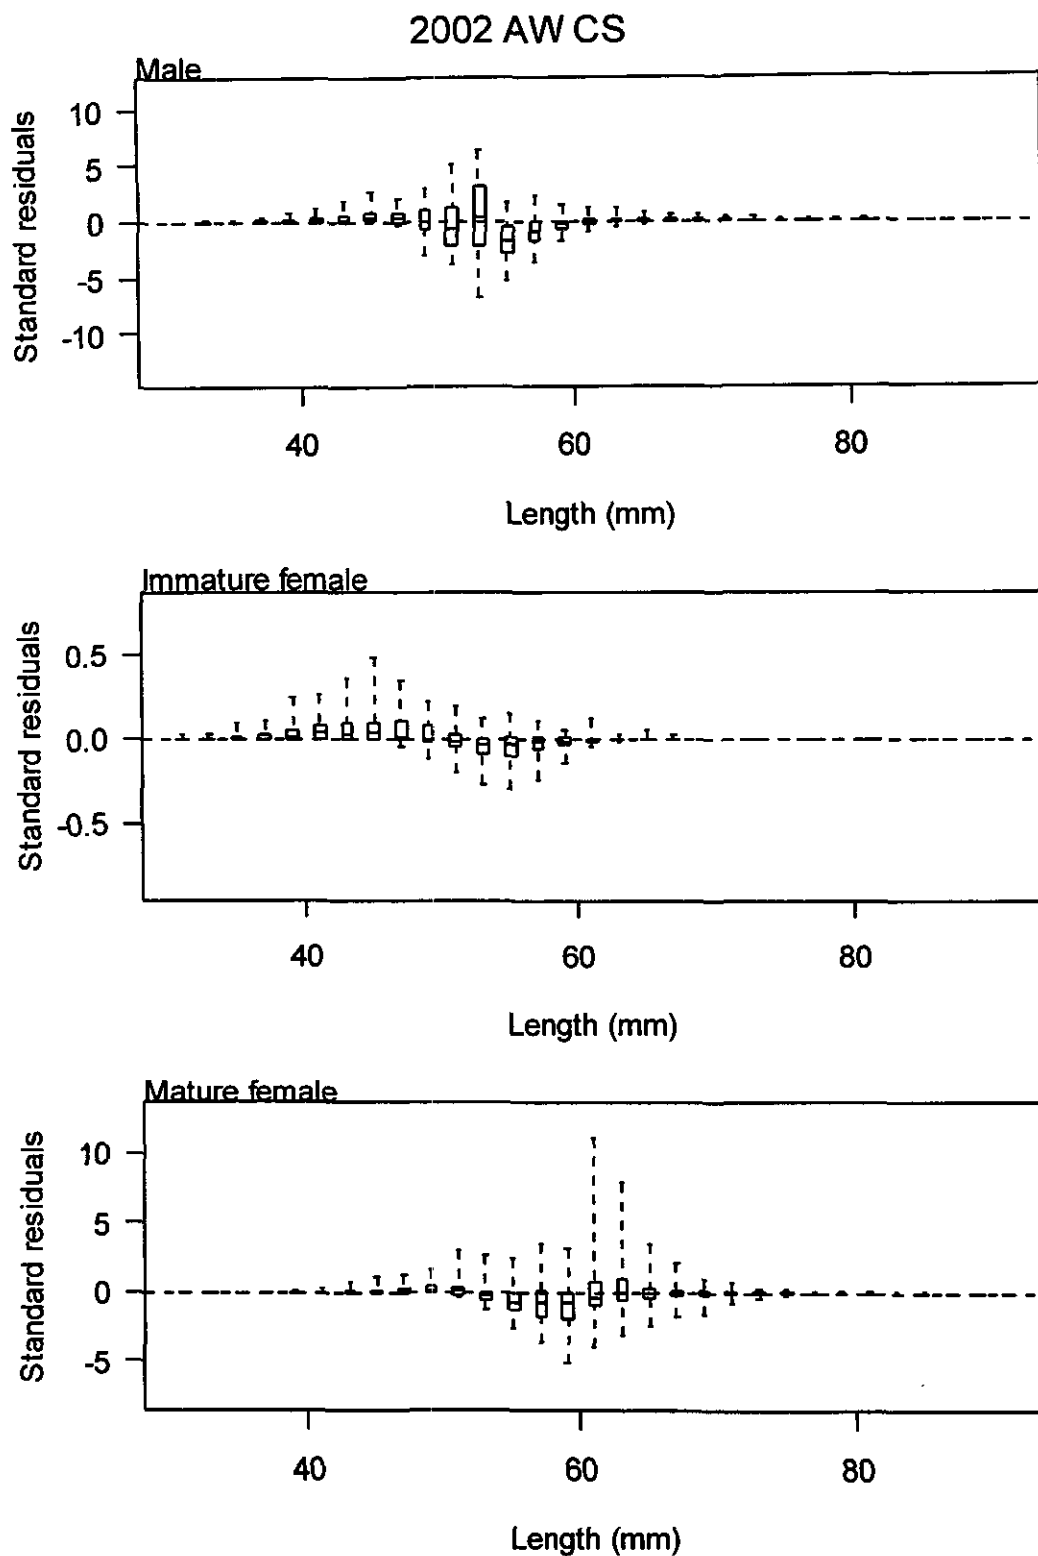 2002 AW CS
Male
Standard residuals
10
5
0
-5
-10
40 60 80
Length (mm)
Immature female
Standard residuals
0.5
0.0
-0.5
40 60 80
Length (mm)
Mature female
Standard residuals
10
5
0
-5
40 60 80
Length (mm)